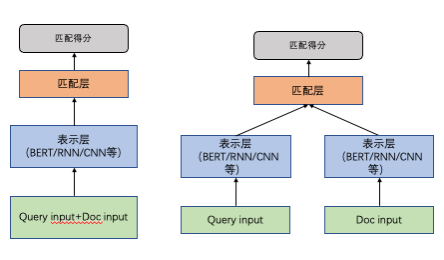 匹配得分
匹配层
表示层
（BERT/RNN/CNN等）
Query input+Doc input
匹配得分
匹配层
表示层
（BERT/RNN/CNN
等）
表示层
（BERT/RNN/CNN
等）
Query input
Doc input